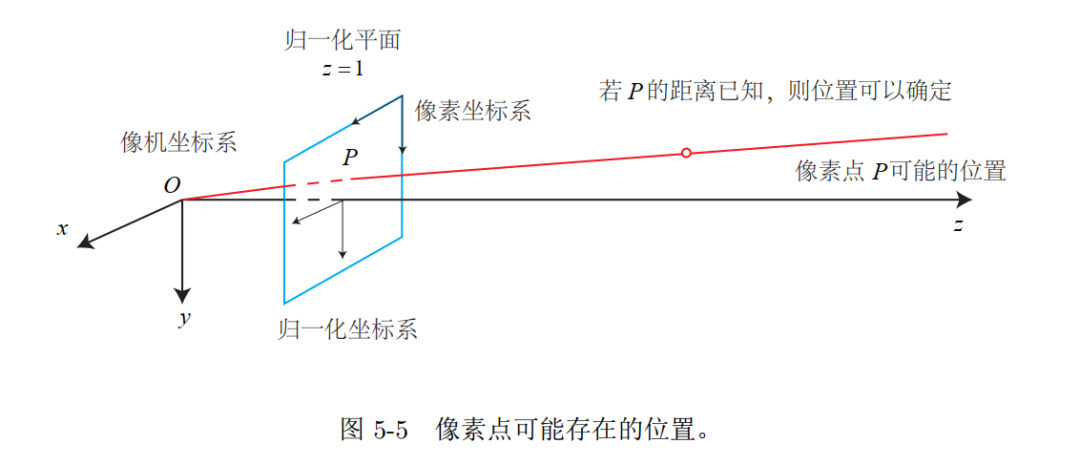 归一化平面
z = 1
若 P 的距离已知，则位置可以确定
像素坐标系
像机坐标系
P
像素点 P 可能的位置
O
x
z
y
归一化坐标系
图 5-5 像素点可能存在的位置。